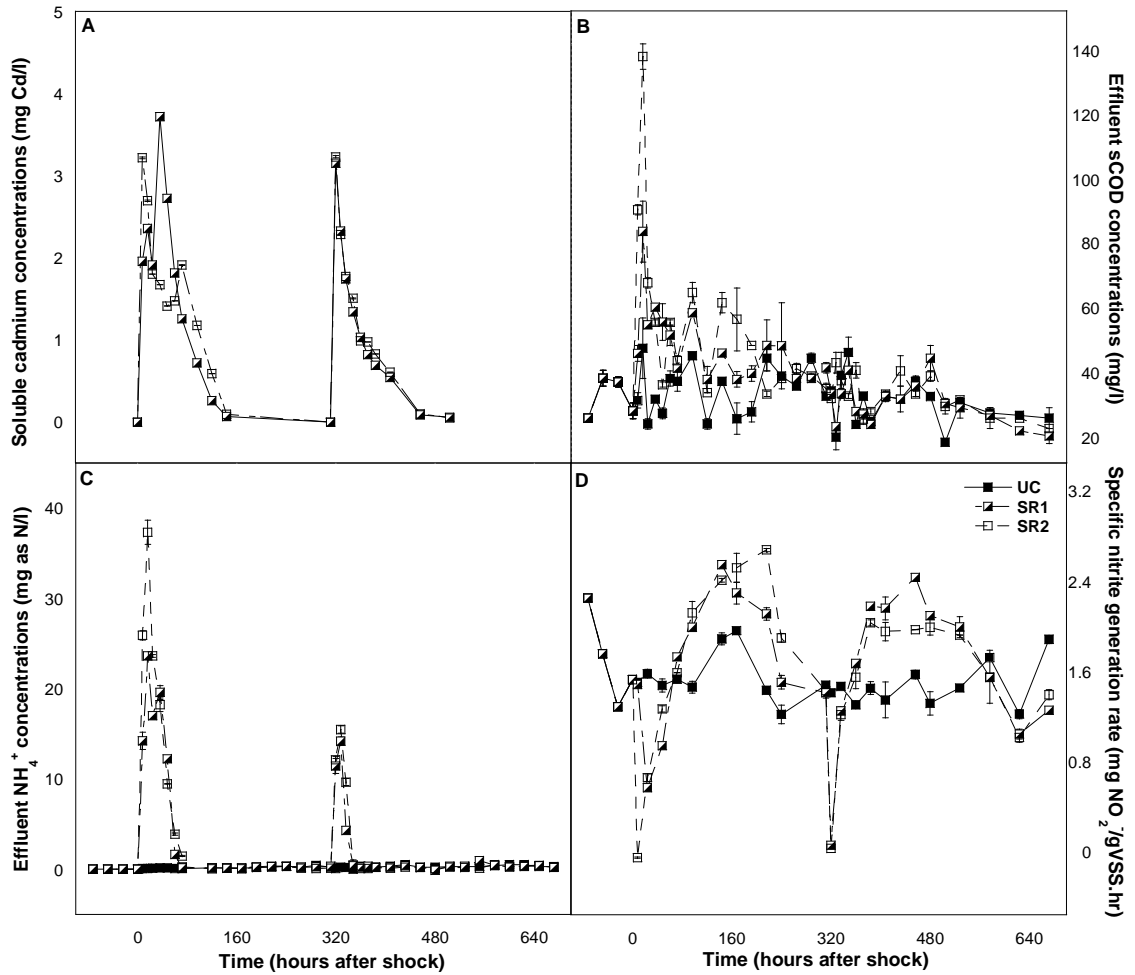 A
B
5
4
3
2
1
0
Soluble cadmium concentrations (mg Cd/l)
140
120
100
80
60
40
20
Effluent sCOD concentrations (mg/l)
C
D
40
30
20
10
0
Effluent NH₄⁺ concentrations (mg as N/l)
UC
SR1
SR2
3.2
2.4
1.6
0.8
0
Specific nitrite generation rate (mg NO₂⁻/gVSS.hr)
0 160 320 480 640
Time (hours after shock)
0 160 320 480 640
Time (hours after shock)